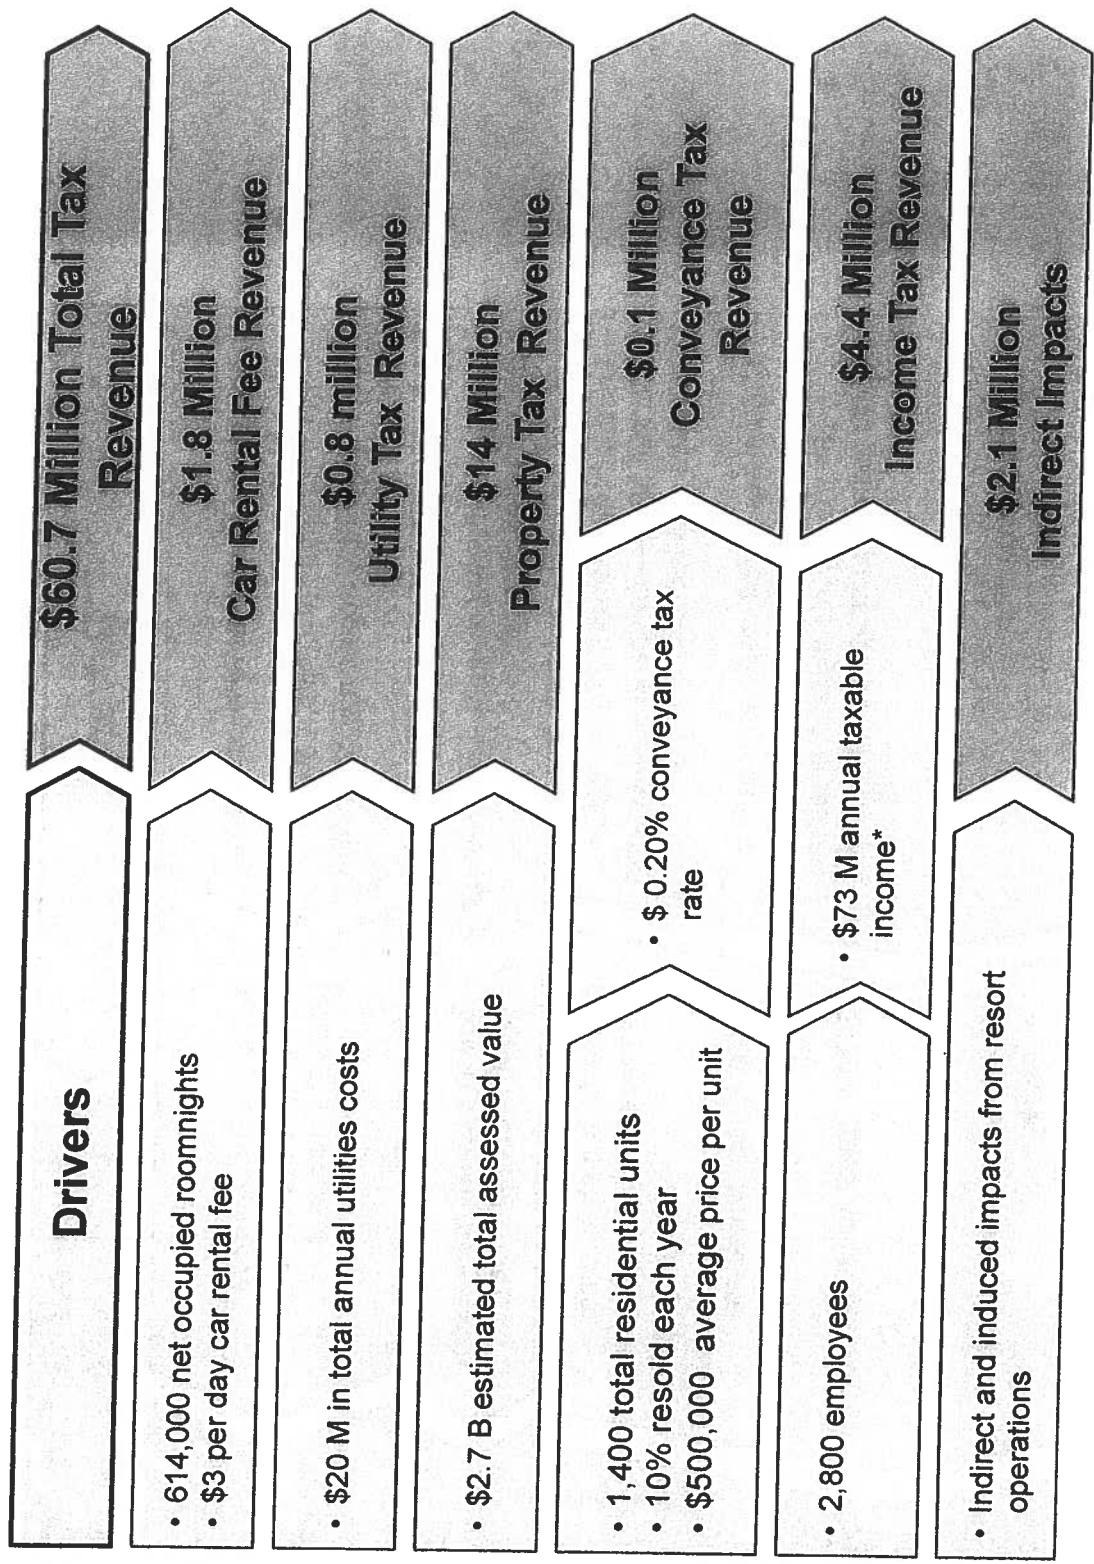 Drivers
$60.7 Million Total Tax
Revenue
• 614,000 net occupied roomnights
• $3 per day car rental fee
$1.8 Million
Car Rental Fee Revenue
• $20 M in total annual utilities costs
$0.8 million
Utility Tax Revenue
• $2.7 B estimated total assessed value
$14 Million
Property Tax Revenue
• 1,400 total residential units
• 10% resold each year
• $500,000 average price per unit
• $ 0.20% conveyance tax
rate
$0.1 Million
Conveyance Tax
Revenue
• 2,800 employees
• $73 M annual taxable
income*
$4.4 Million
Income Tax Revenue
• Indirect and induced impacts from resort
operations
$2.1 Million
Indirect Impacts